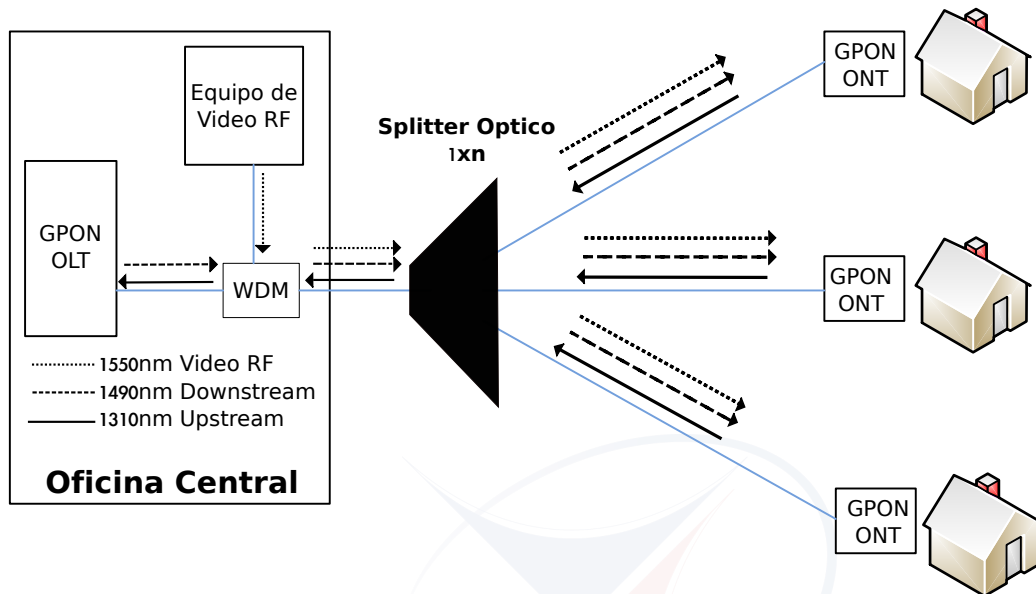 Equipo de
Video RF
GPON
OLT
WDM
1550nm Video RF
1490nm Downstream
1310nm Upstream
Oficina Central
Splitter Optico
1xn
GPON
ONT
GPON
ONT
GPON
ONT